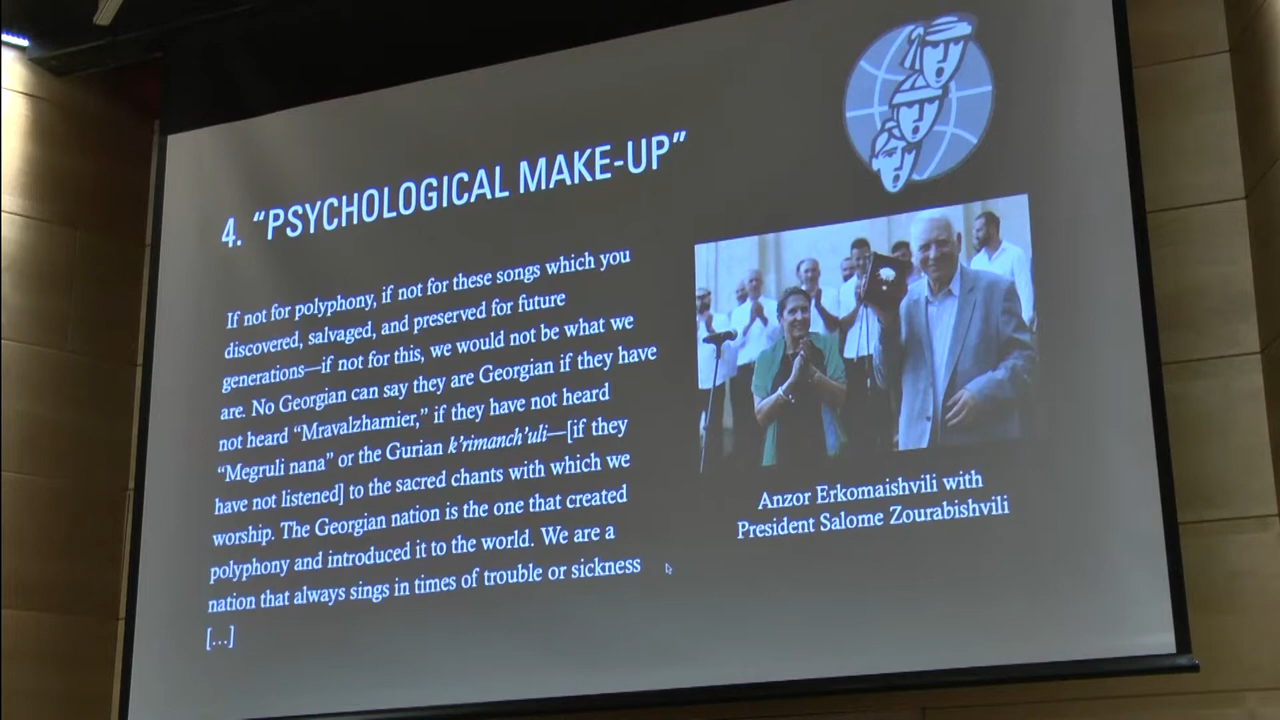 4. “PSYCHOLOGICAL MAKE-UP”
If not for polyphony, if not for these songs which you
discovered, salvaged, and preserved for future
generations—if not for this, we would not be what we
are. No Georgian can say they are Georgian if they have
not heard “Mravalzhamier,” if they have not heard
“Megruli nana” or the Gurian k’rimanch’uli—[if they
have not listened] to the sacred chants with which we
worship. The Georgian nation is the one that created
polyphony and introduced it to the world. We are a
nation that always sings in times of trouble or sickness
[...]
Anzor Erkomaishvili with
President Salome Zourabishvili